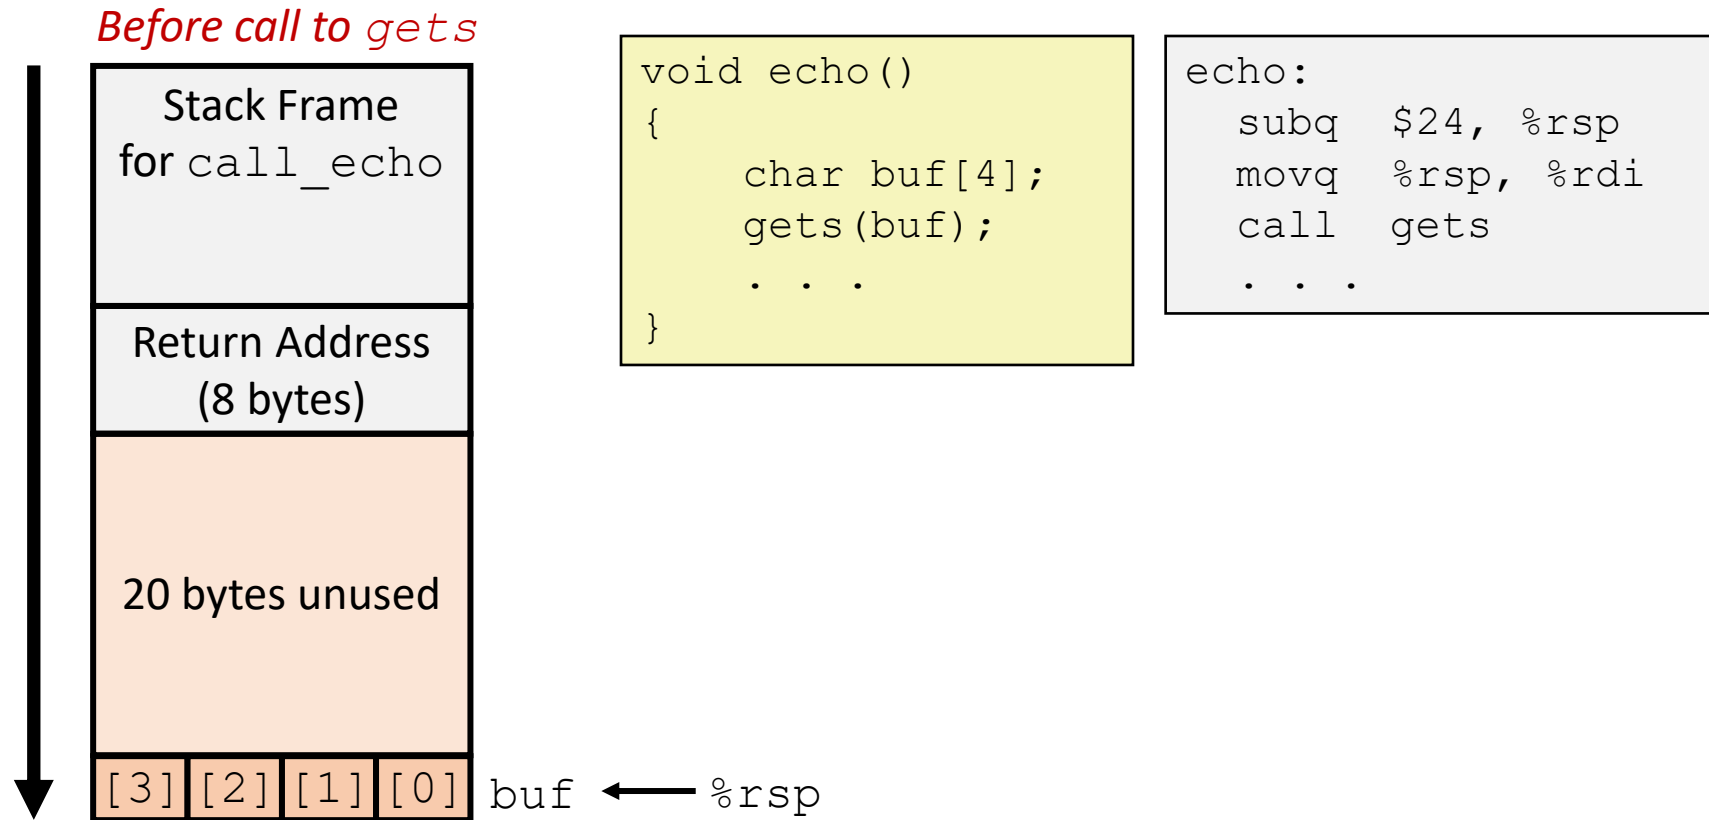 Before call to gets
Stack Frame
for call_echo
Return Address
(8 bytes)
20 bytes unused
[3] [2] [1] [0] buf %rsp
void echo()
{
    char buf[4];
    gets(buf);
    . . .
}
echo:
  subq  $24, %rsp
  movq  %rsp, %rdi
  call  gets
  . . .